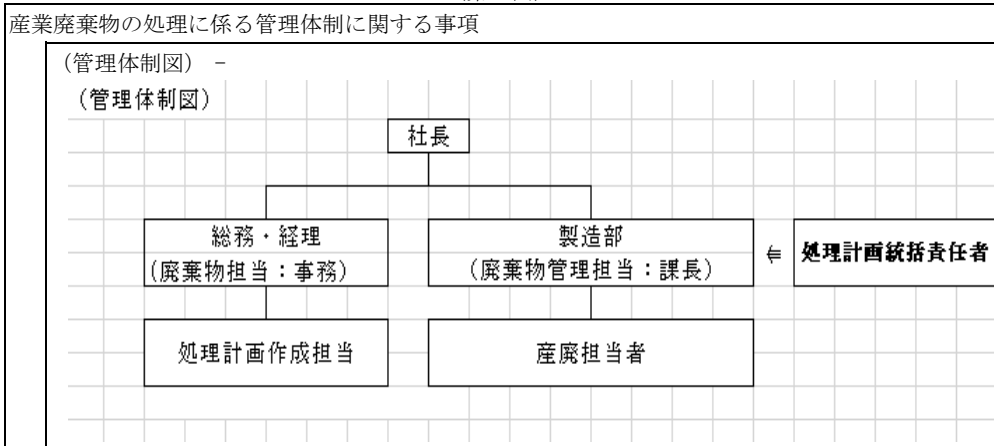 産業廃棄物の処理に係る管理体制に関する事項
（管理体制図） －
（管理体制図）
社長
総務・経理
（廃棄物担当：事務）
製造部
（廃棄物管理担当：課長）
⇐ 処理計画統括責任者
処理計画作成担当
産廃担当者